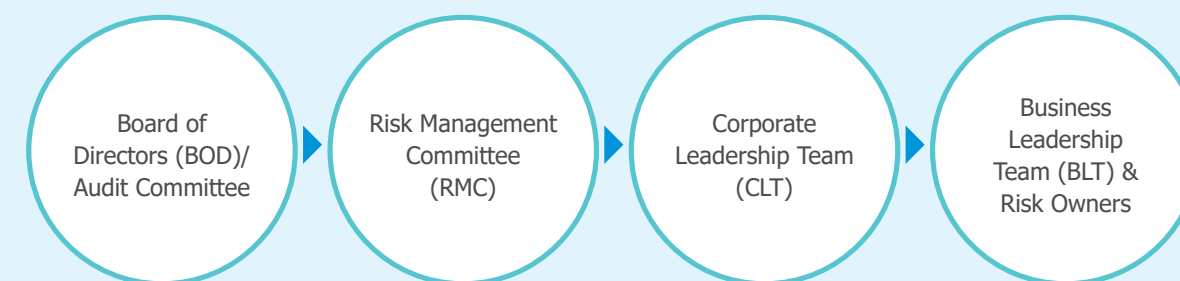 Board of
Directors (BOD)/
Audit Committee
Risk Management
Committee
(RMC)
Corporate
Leadership Team
(CLT)
Business
Leadership
Team (BLT) &
Risk Owners